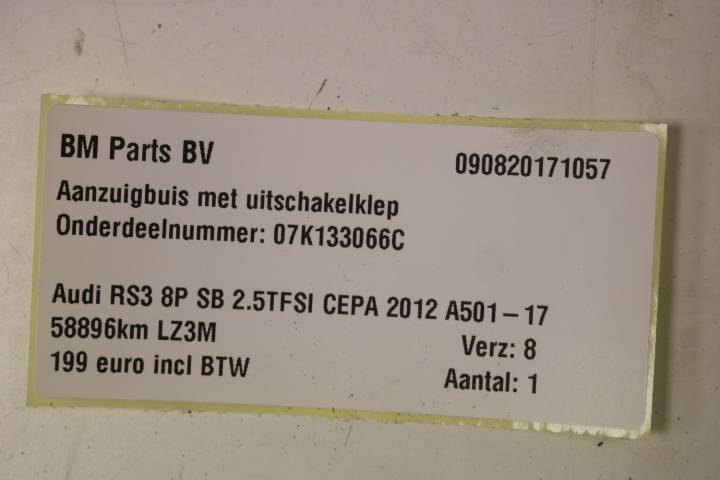 BM Parts BV 090820171057
Aanzuigbuis met uitschakelklep
Onderdeelnummer: 07K133066C
Audi RS3 8P SB 2.5TFSI CEPA 2012 A501-17
58896km LZ3M Verz: 8
199 euro incl BTW Aantal: 1